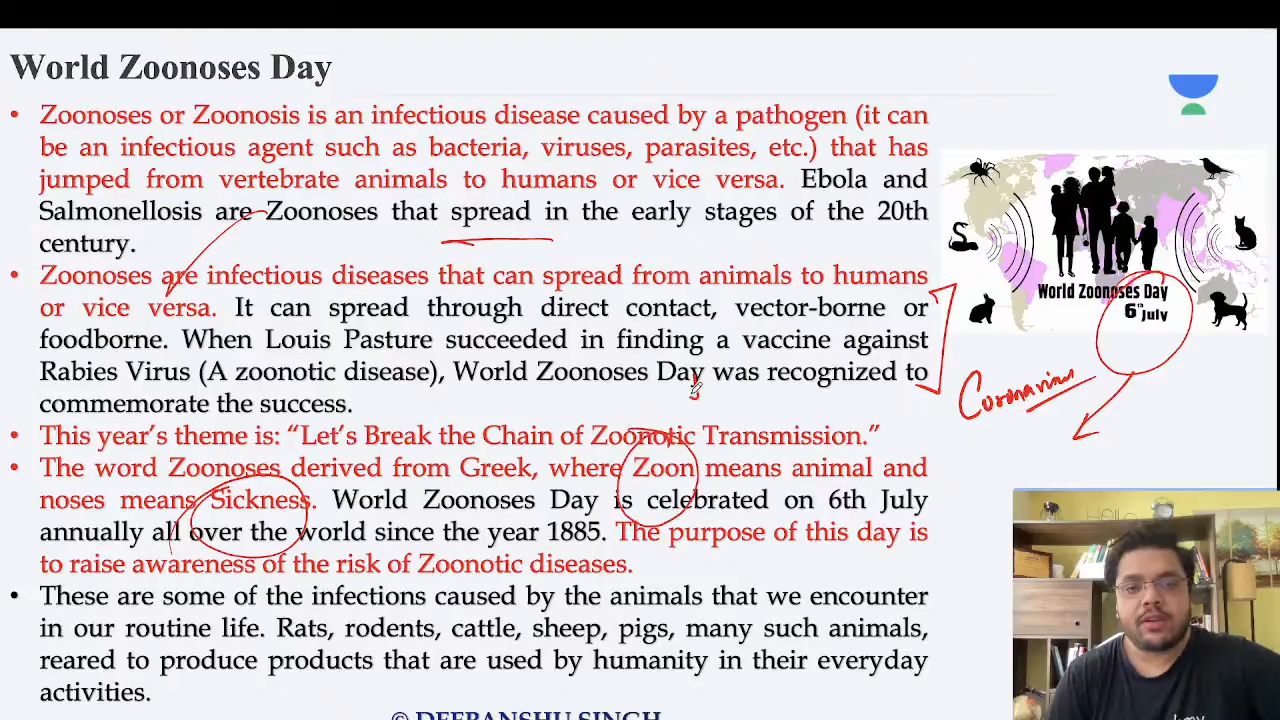 World Zoonoses Day
• Zoonoses or Zoonosis is an infectious disease caused by a pathogen (it can
be an infectious agent such as bacteria, viruses, parasites, etc.) that has
jumped from vertebrate animals to humans or vice versa. Ebola and
Salmonellosis are Zoonoses that spread in the early stages of the 20th
century.
• Zoonoses are infectious diseases that can spread from animals to humans
or vice versa. It can spread through direct contact, vector-borne or
foodborne. When Louis Pasture succeeded in finding a vaccine against
Rabies Virus (A zoonotic disease), World Zoonoses Day was recognized to
commemorate the success.
• This year's theme is: “Let's Break the Chain of Zoonotic Transmission.”
• The word Zoonoses derived from Greek, where Zoon means animal and
noses means Sickness. World Zoonoses Day is celebrated on 6th July
annually all over the world since the year 1885. The purpose of this day is
to raise awareness of the risk of Zoonotic diseases.
• These are some of the infections caused by the animals that we encounter
in our routine life. Rats, rodents, cattle, sheep, pigs, many such animals,
reared to produce products that are used by humanity in their everyday
activities.
© DEEPANSHU SINGH
World Zoonoses Day
6th July
Coronavirus
Hallo